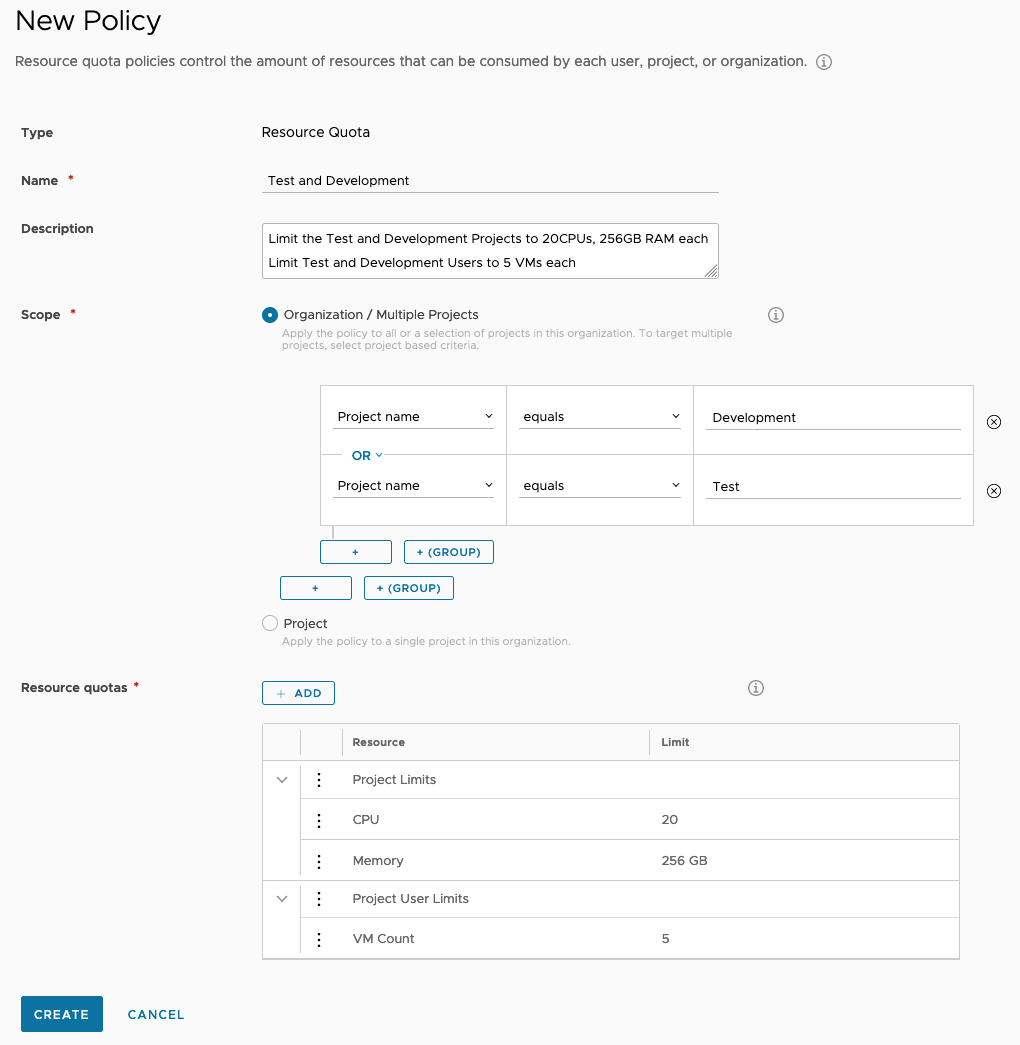 New Policy
Resource quota policies control the amount of resources that can be consumed by each user, project, or organization.
Type
Resource Quota
Name *
Test and Development
Description
Limit the Test and Development Projects to 20CPUs, 256GB RAM each
Limit Test and Development Users to 5 VMs each
Scope *
Organization / Multiple Projects
Apply the policy to all or a selection of projects in this organization. To target multiple
projects, select project based criteria.
Project name equals Development
OR
Project name equals Test
+ + (GROUP)
+ + (GROUP)
Project
Apply the policy to a single project in this organization.
Resource quotas *
+ ADD
Resource Limit
Project Limits
CPU 20
Memory 256 GB
Project User Limits
VM Count 5
CREATE CANCEL